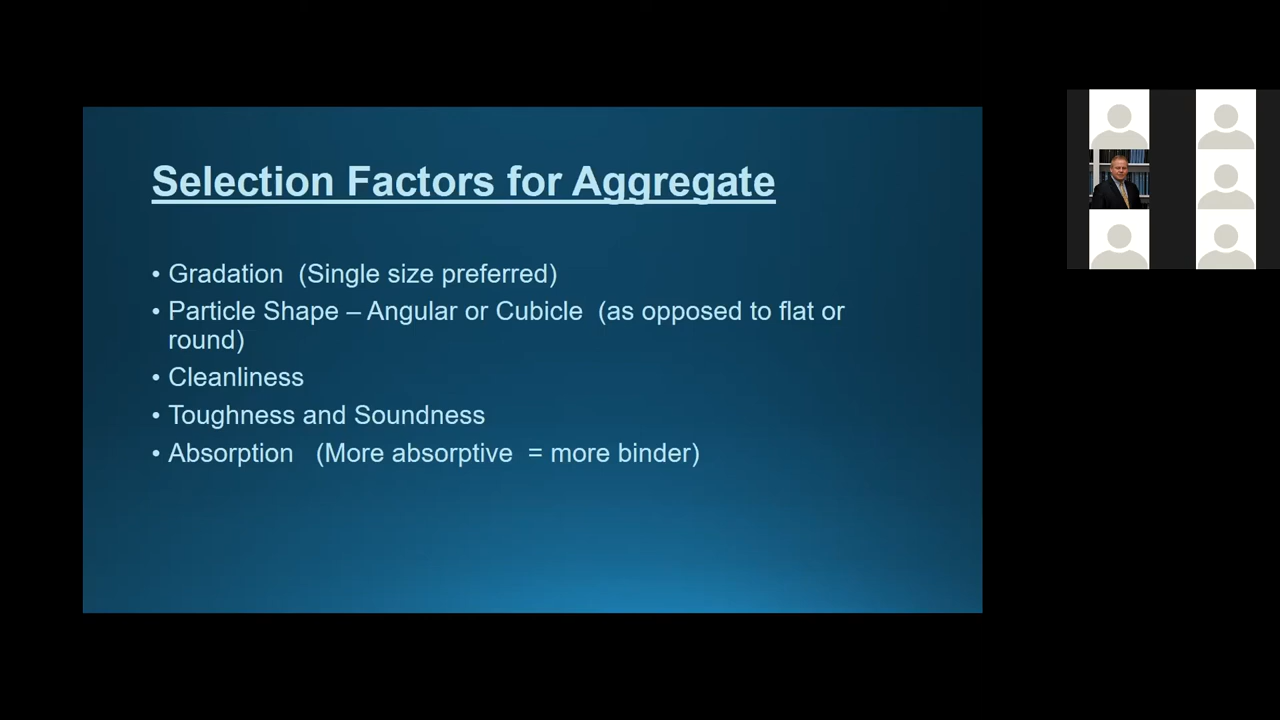 Selection Factors for Aggregate
• Gradation (Single size preferred)
• Particle Shape – Angular or Cubicle (as opposed to flat or
round)
• Cleanliness
• Toughness and Soundness
• Absorption (More absorptive = more binder)